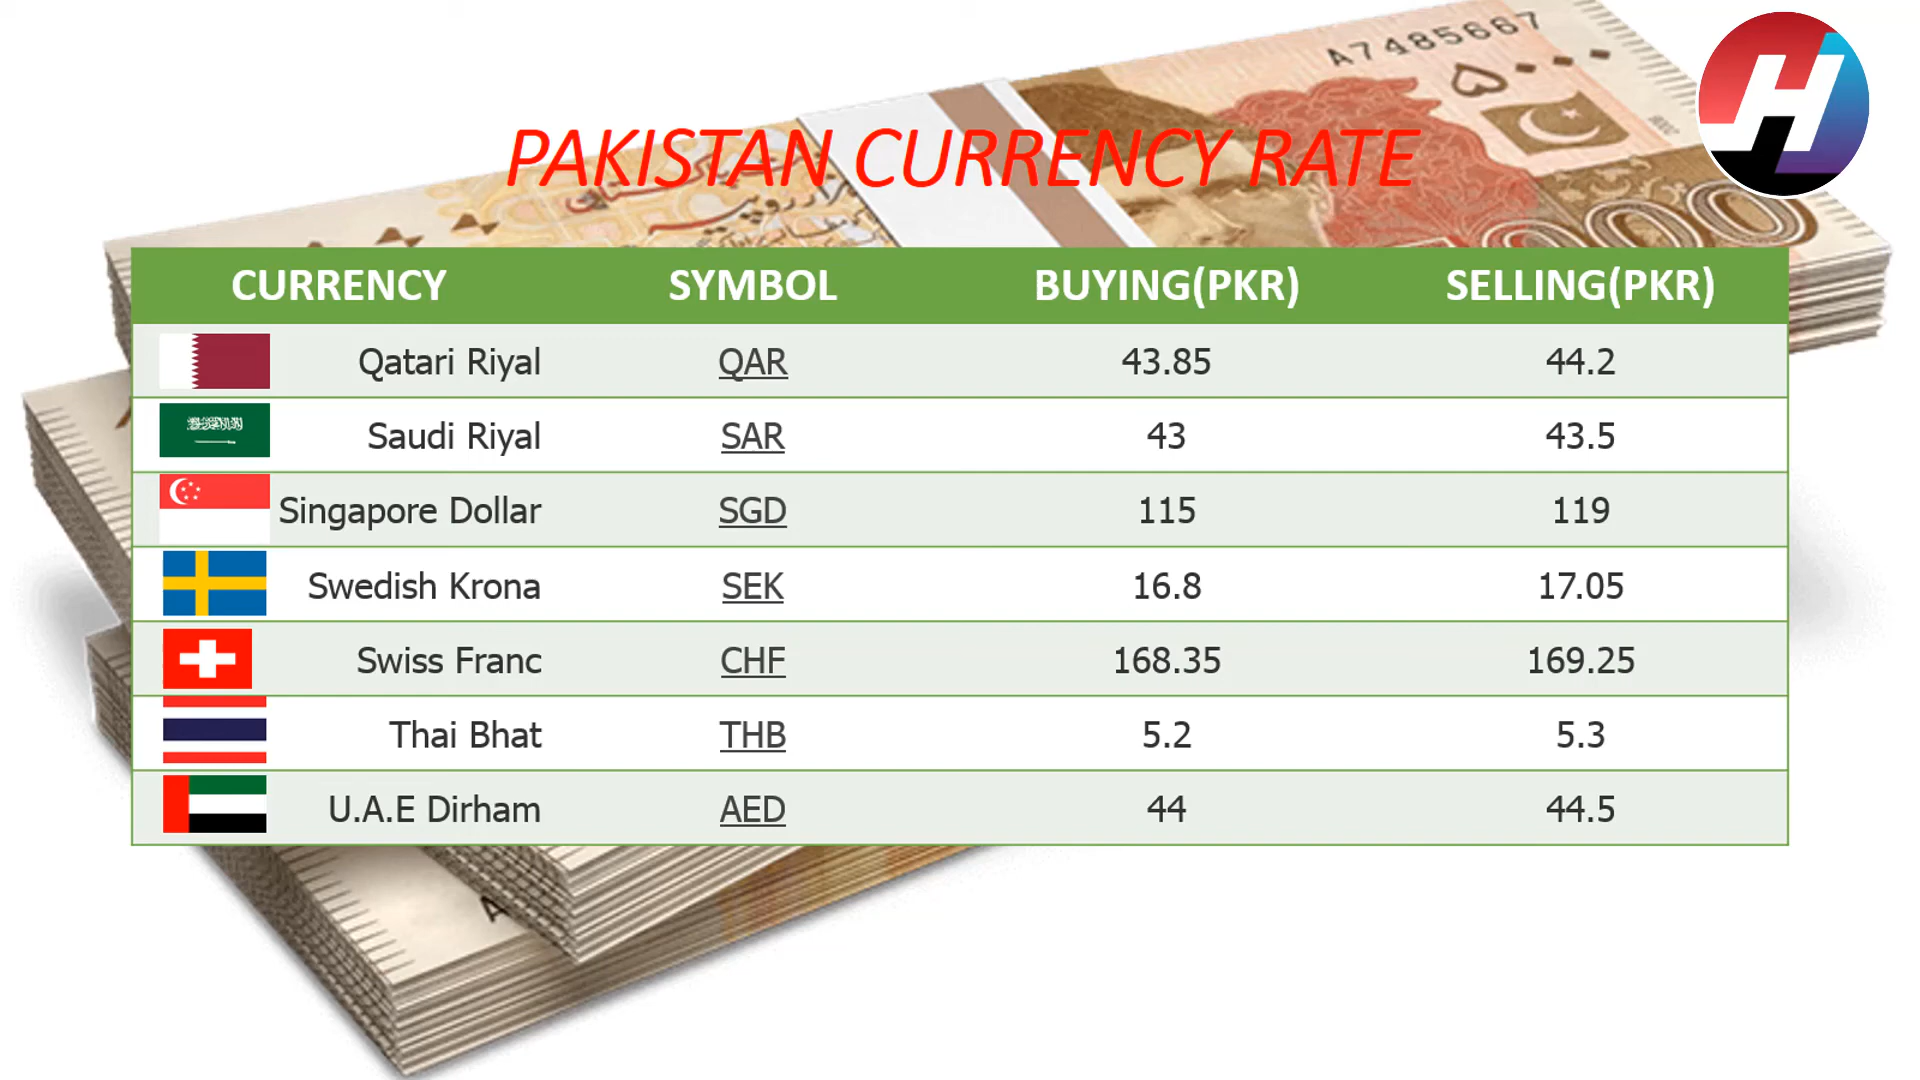 A7485667
۵۰۰۰
PAKISTAN CURRENCY RATE
CURRENCY SYMBOL BUYING(PKR) SELLING(PKR)
Qatari Riyal QAR 43.85 44.2
Saudi Riyal SAR 43 43.5
Singapore Dollar SGD 115 119
Swedish Krona SEK 16.8 17.05
Swiss Franc CHF 168.35 169.25
Thai Bhat THB 5.2 5.3
U.A.E Dirham AED 44 44.5